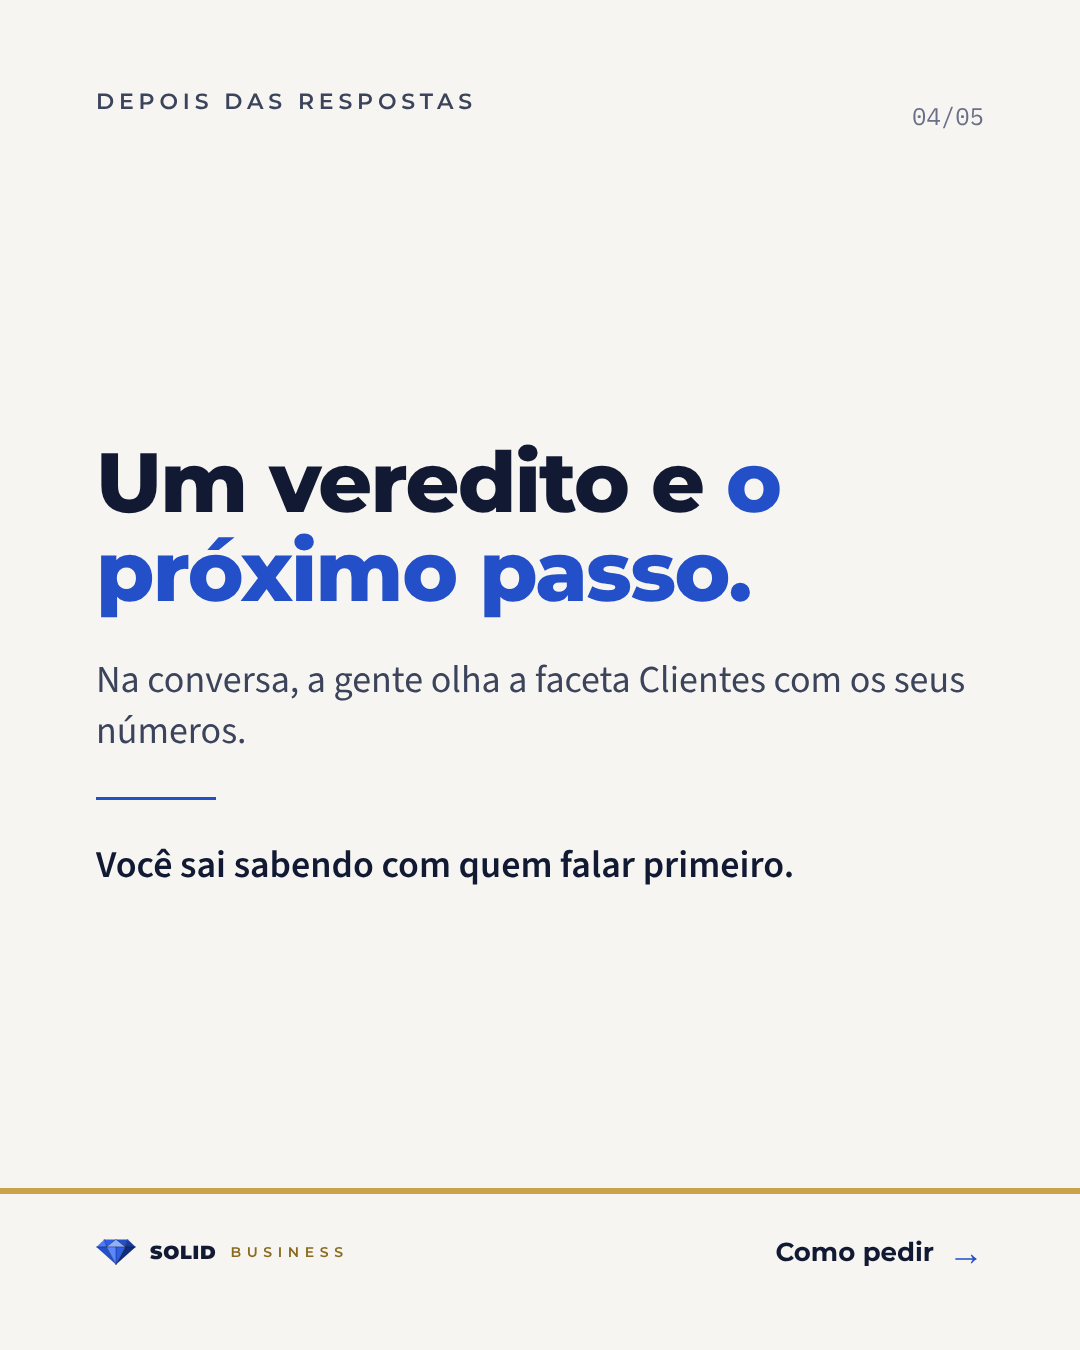 DEPOIS DAS RESPOSTAS
04/05
Um veredito e o
próximo passo.
Na conversa, a gente olha a faceta Clientes com os seus
números.
Você sai sabendo com quem falar primeiro.
SOLID BUSINESS
Como pedir →